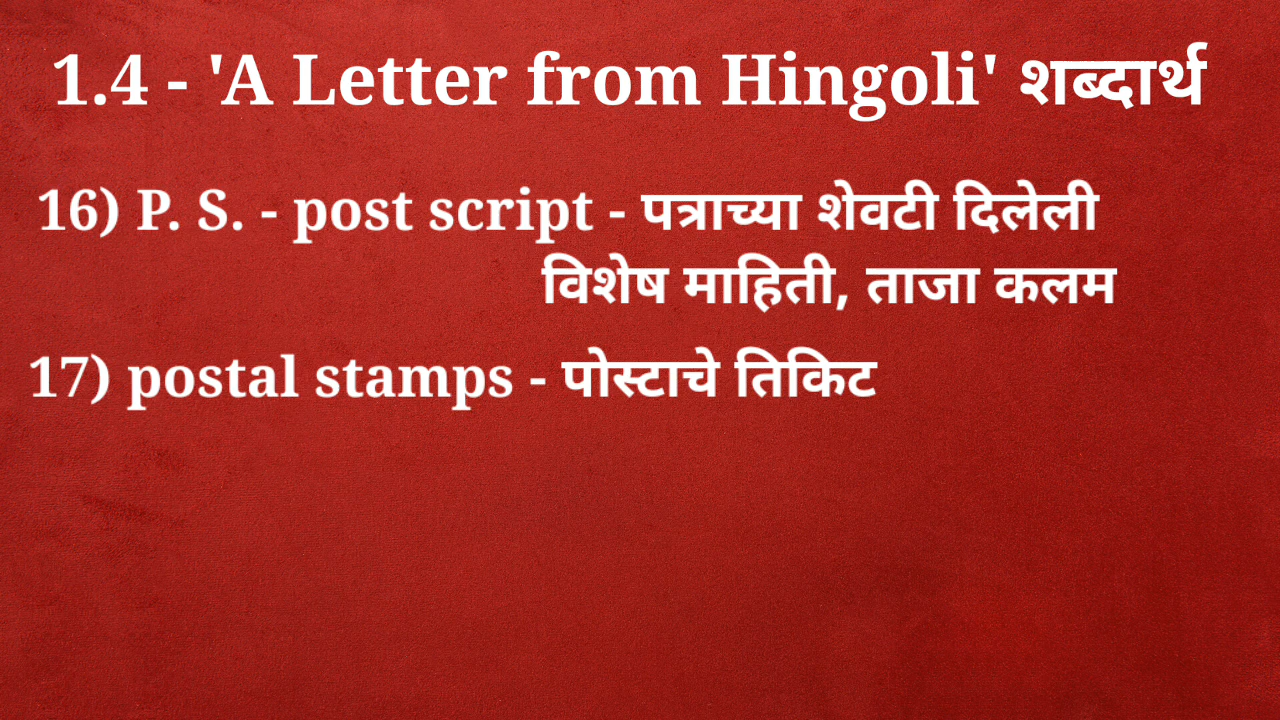 1.4 - 'A Letter from Hingoli' शब्दार्थ
16) P. S. - post script - पत्राच्या शेवटी दिलेली
विशेष माहिती, ताजा कलम
17) postal stamps - पोस्टाचे तिकिट